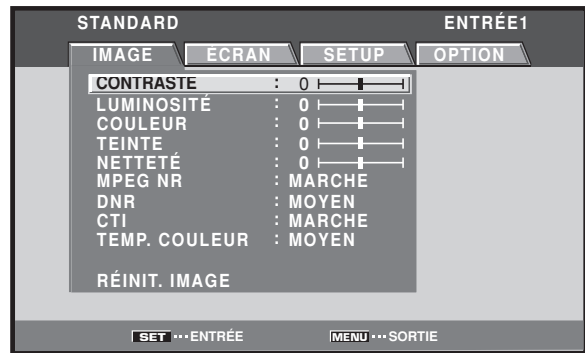 STANDARD ENTRÉE1
IMAGE ÉCRAN SETUP OPTION
CONTRASTE : 0
LUMINOSITÉ : 0
COULEUR : 0
TEINTE : 0
NETTETÉ : 0
MPEG NR : MARCHE
DNR : MOYEN
CTI : MARCHE
TEMP. COULEUR : MOYEN
RÉINIT. IMAGE
SET ··· ENTRÉE MENU ··· SORTIE